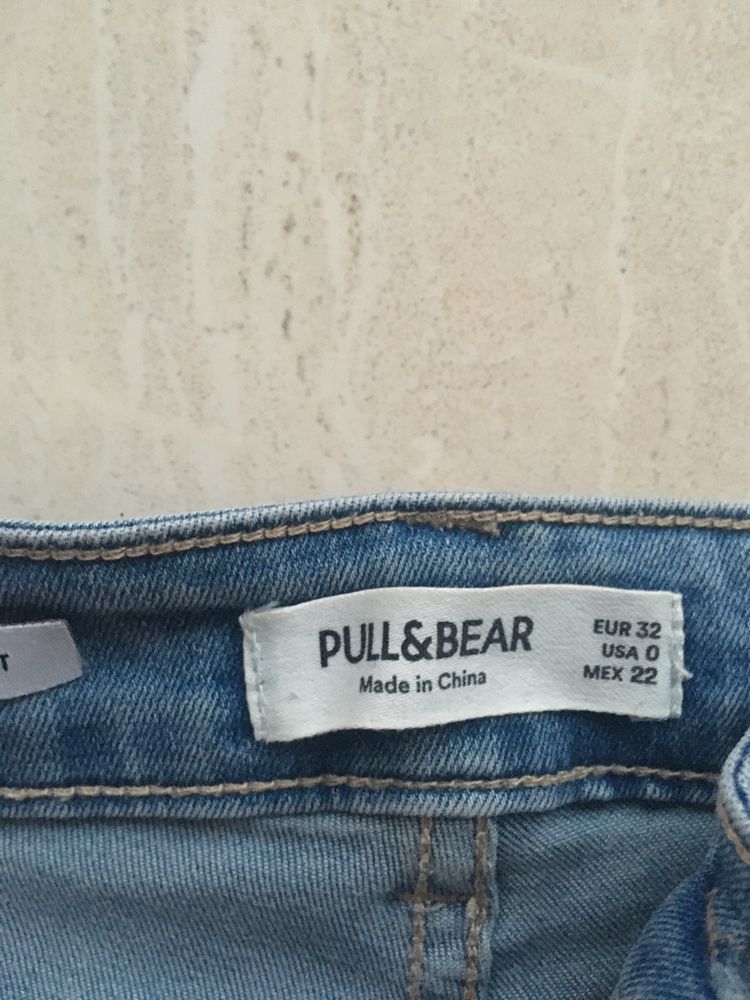 PULL&BEAR
Made in China
EUR 32
USA 0
MEX 22
T